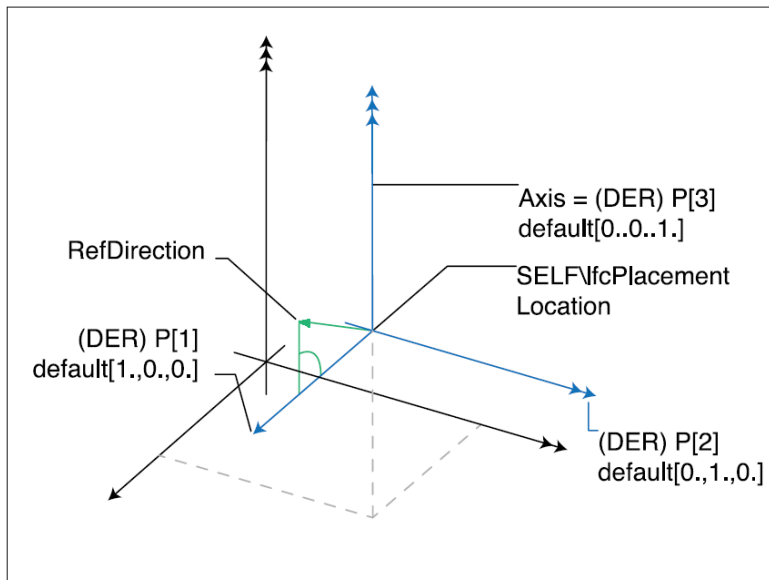 Axis = (DER) P[3]
default[0..0..1.]
RefDirection
SELF\IfcPlacement
Location
(DER) P[1]
default[1.,0.,0.]
(DER) P[2]
default[0.,1.,0.]